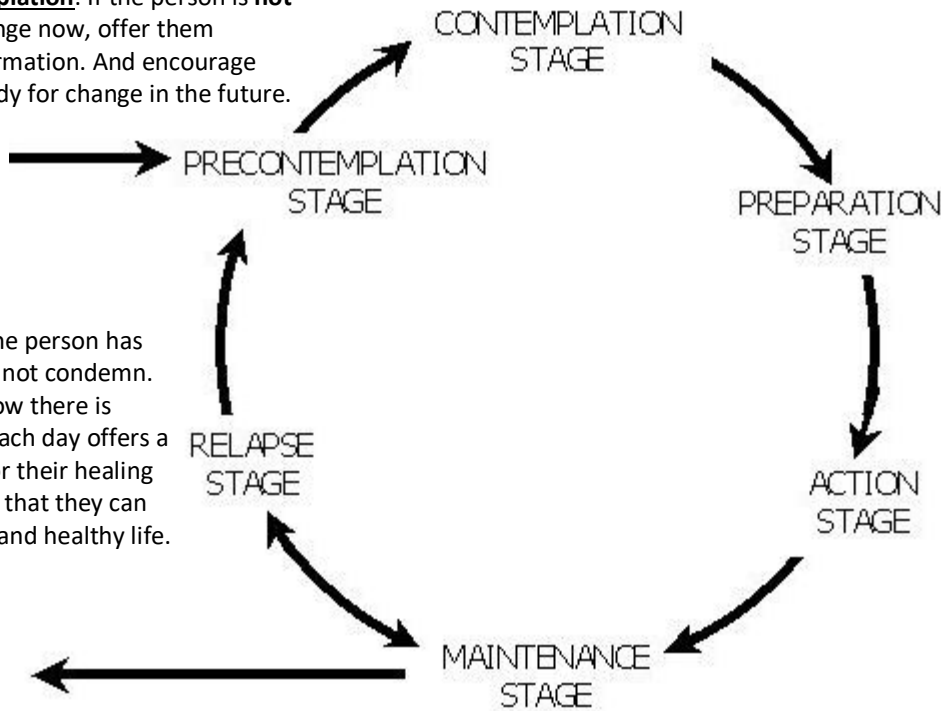 plation. If the person is not
nge now, offer them
rmation. And encourage
dy for change in the future.
CONTEMPLATION
STAGE
PRECONTEMPLATION
STAGE
PREPARATION
STAGE
ne person has
not condemn.
ow there is
ach day offers a
r their healing
that they can
and healthy life.
RELAPSE
STAGE
ACTION
STAGE
MAINTENANCE
STAGE